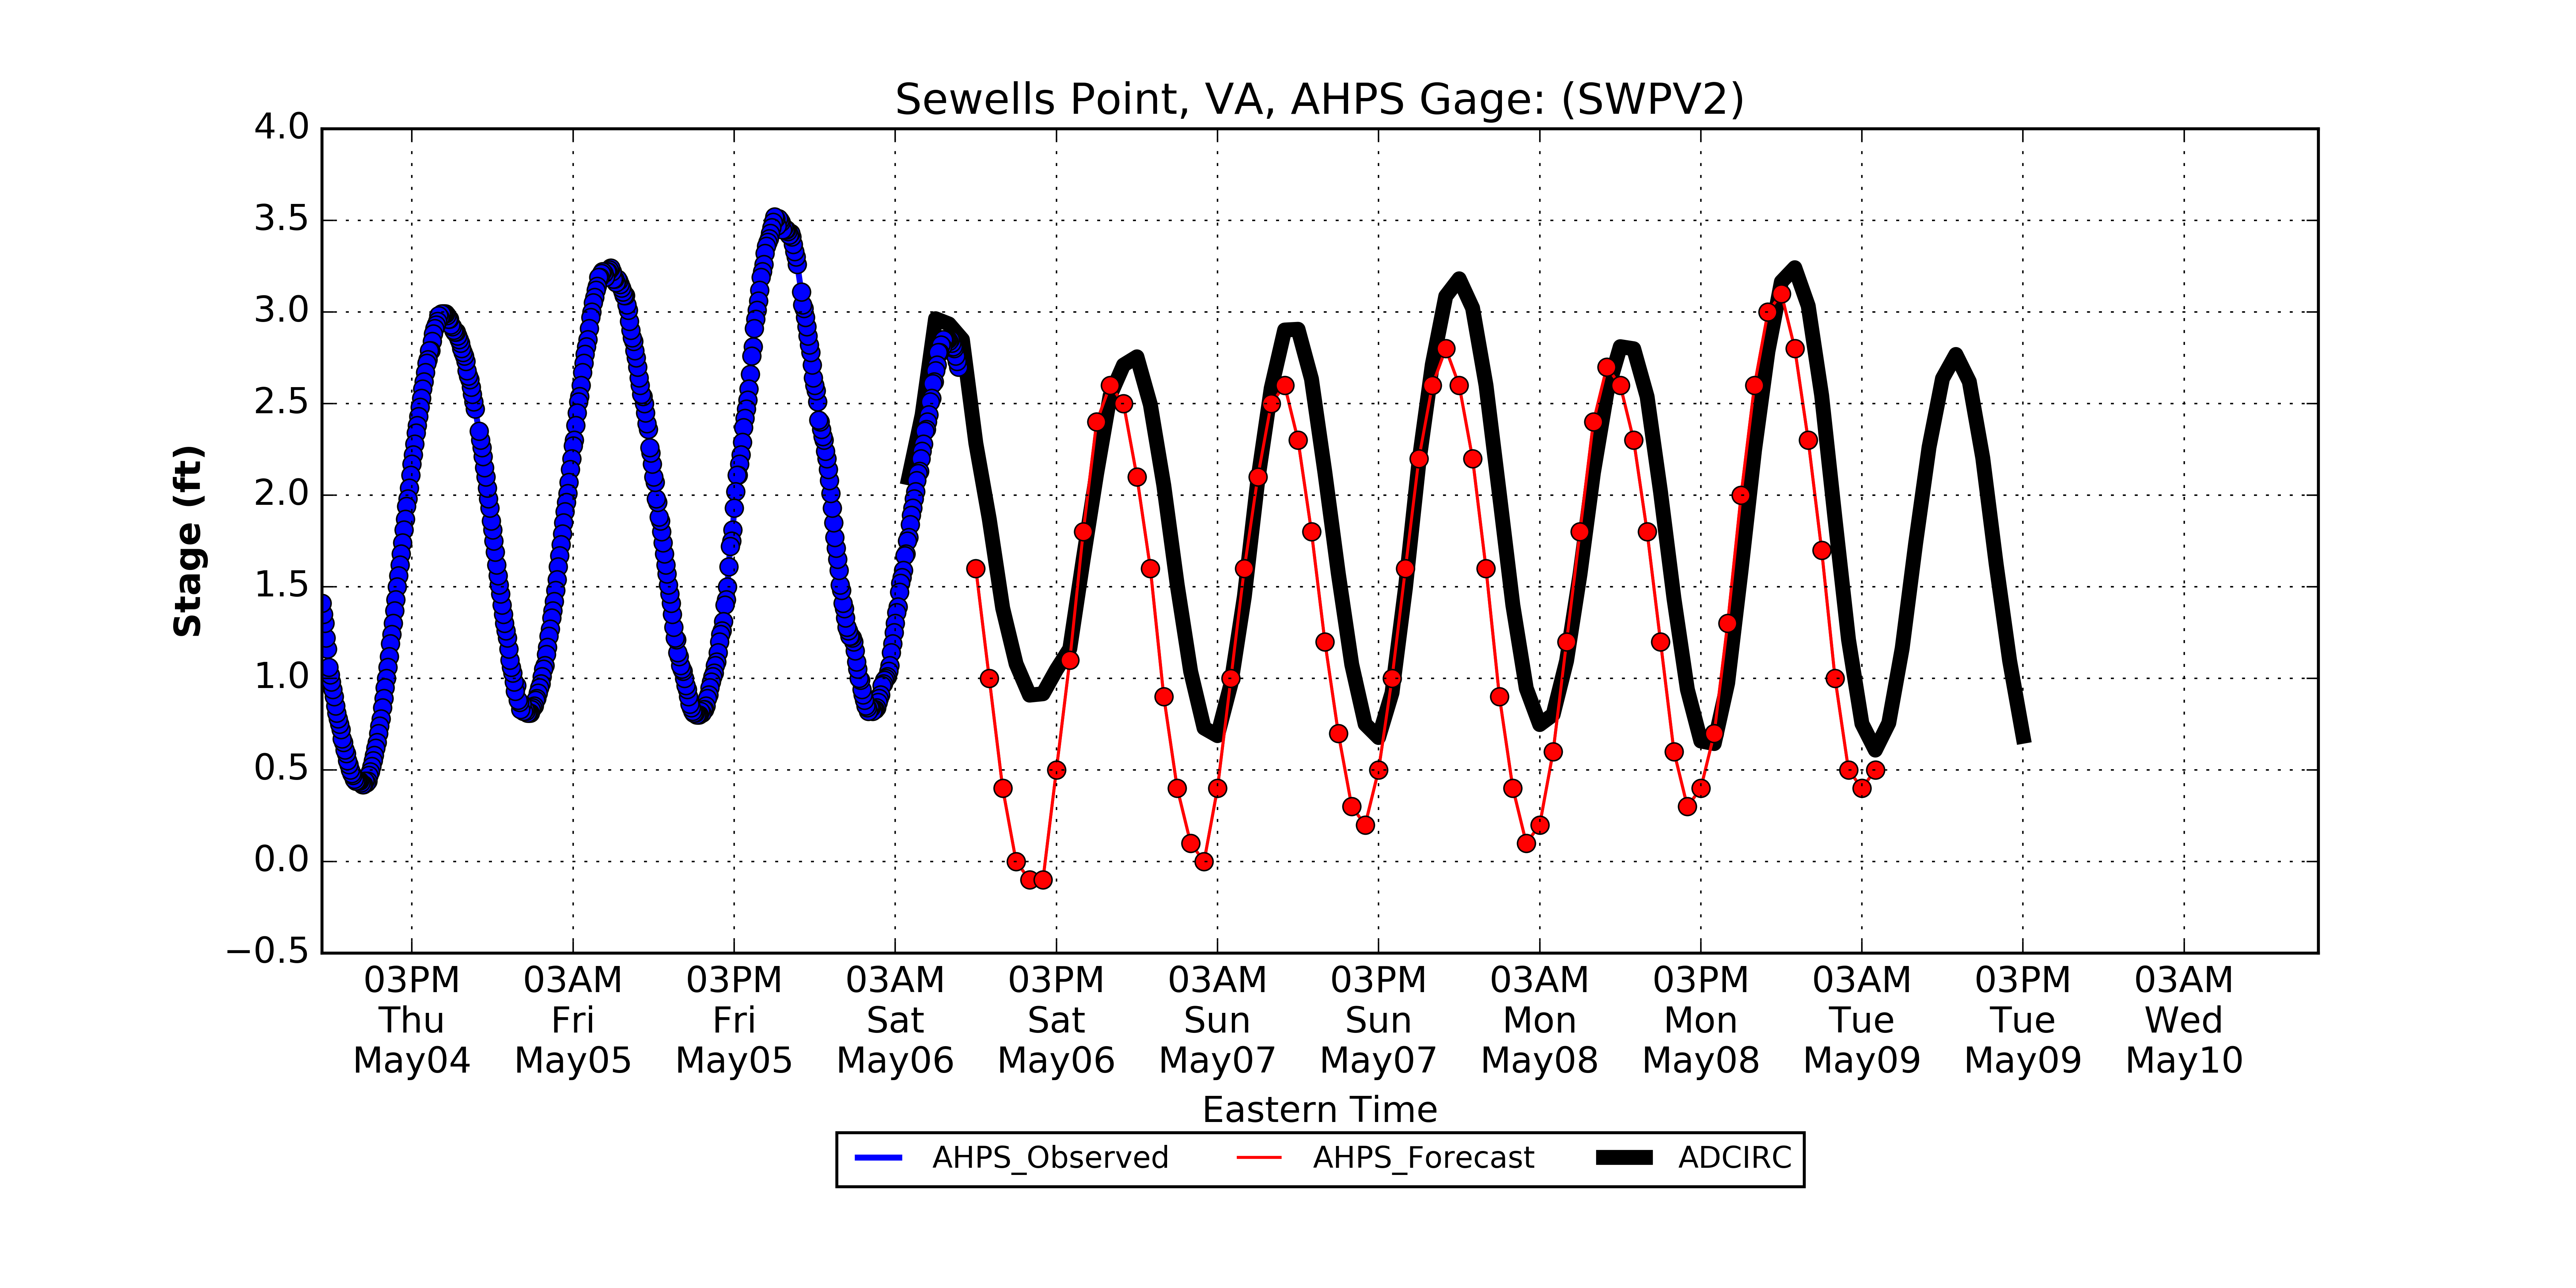 Sewells Point, VA, AHPS Gage: (SWPV2)
4.0
3.5
3.0
2.5
2.0
1.5
1.0
0.5
0.0
−0.5
Stage (ft)
03PM 03AM 03PM 03AM 03PM 03AM 03PM 03AM 03PM 03AM 03PM 03AM
Thu Fri Fri Sat Sat Sun Sun Mon Mon Tue Tue Wed
May04 May05 May05 May06 May06 May07 May07 May08 May08 May09 May09 May10
Eastern Time
AHPS_Observed AHPS_Forecast ADCIRC